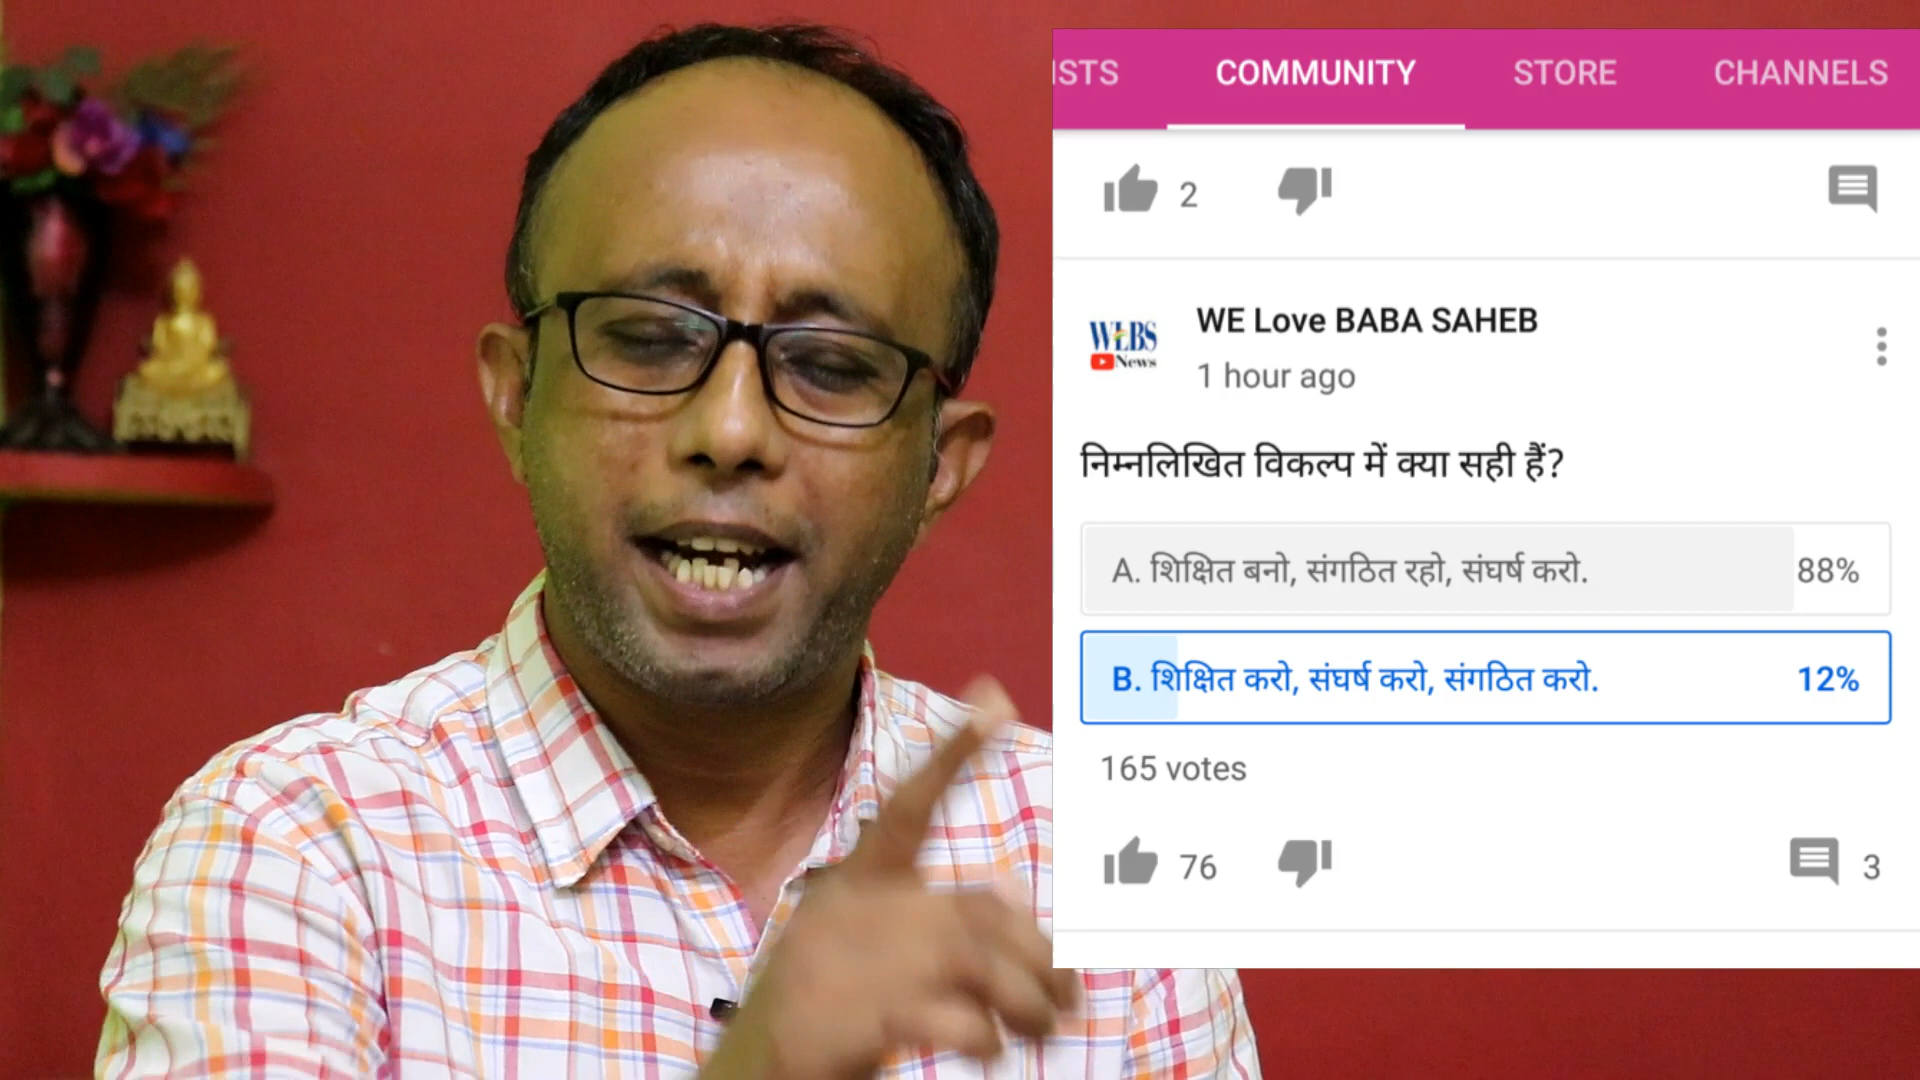 ISTS COMMUNITY STORE CHANNELS
2
WLBS
News
WE Love BABA SAHEB
1 hour ago
निम्नलिखित विकल्प में क्या सही हैं?
A. शिक्षित बनो, संगठित रहो, संघर्ष करो. 88%
B. शिक्षित करो, संघर्ष करो, संगठित करो. 12%
165 votes
76 3